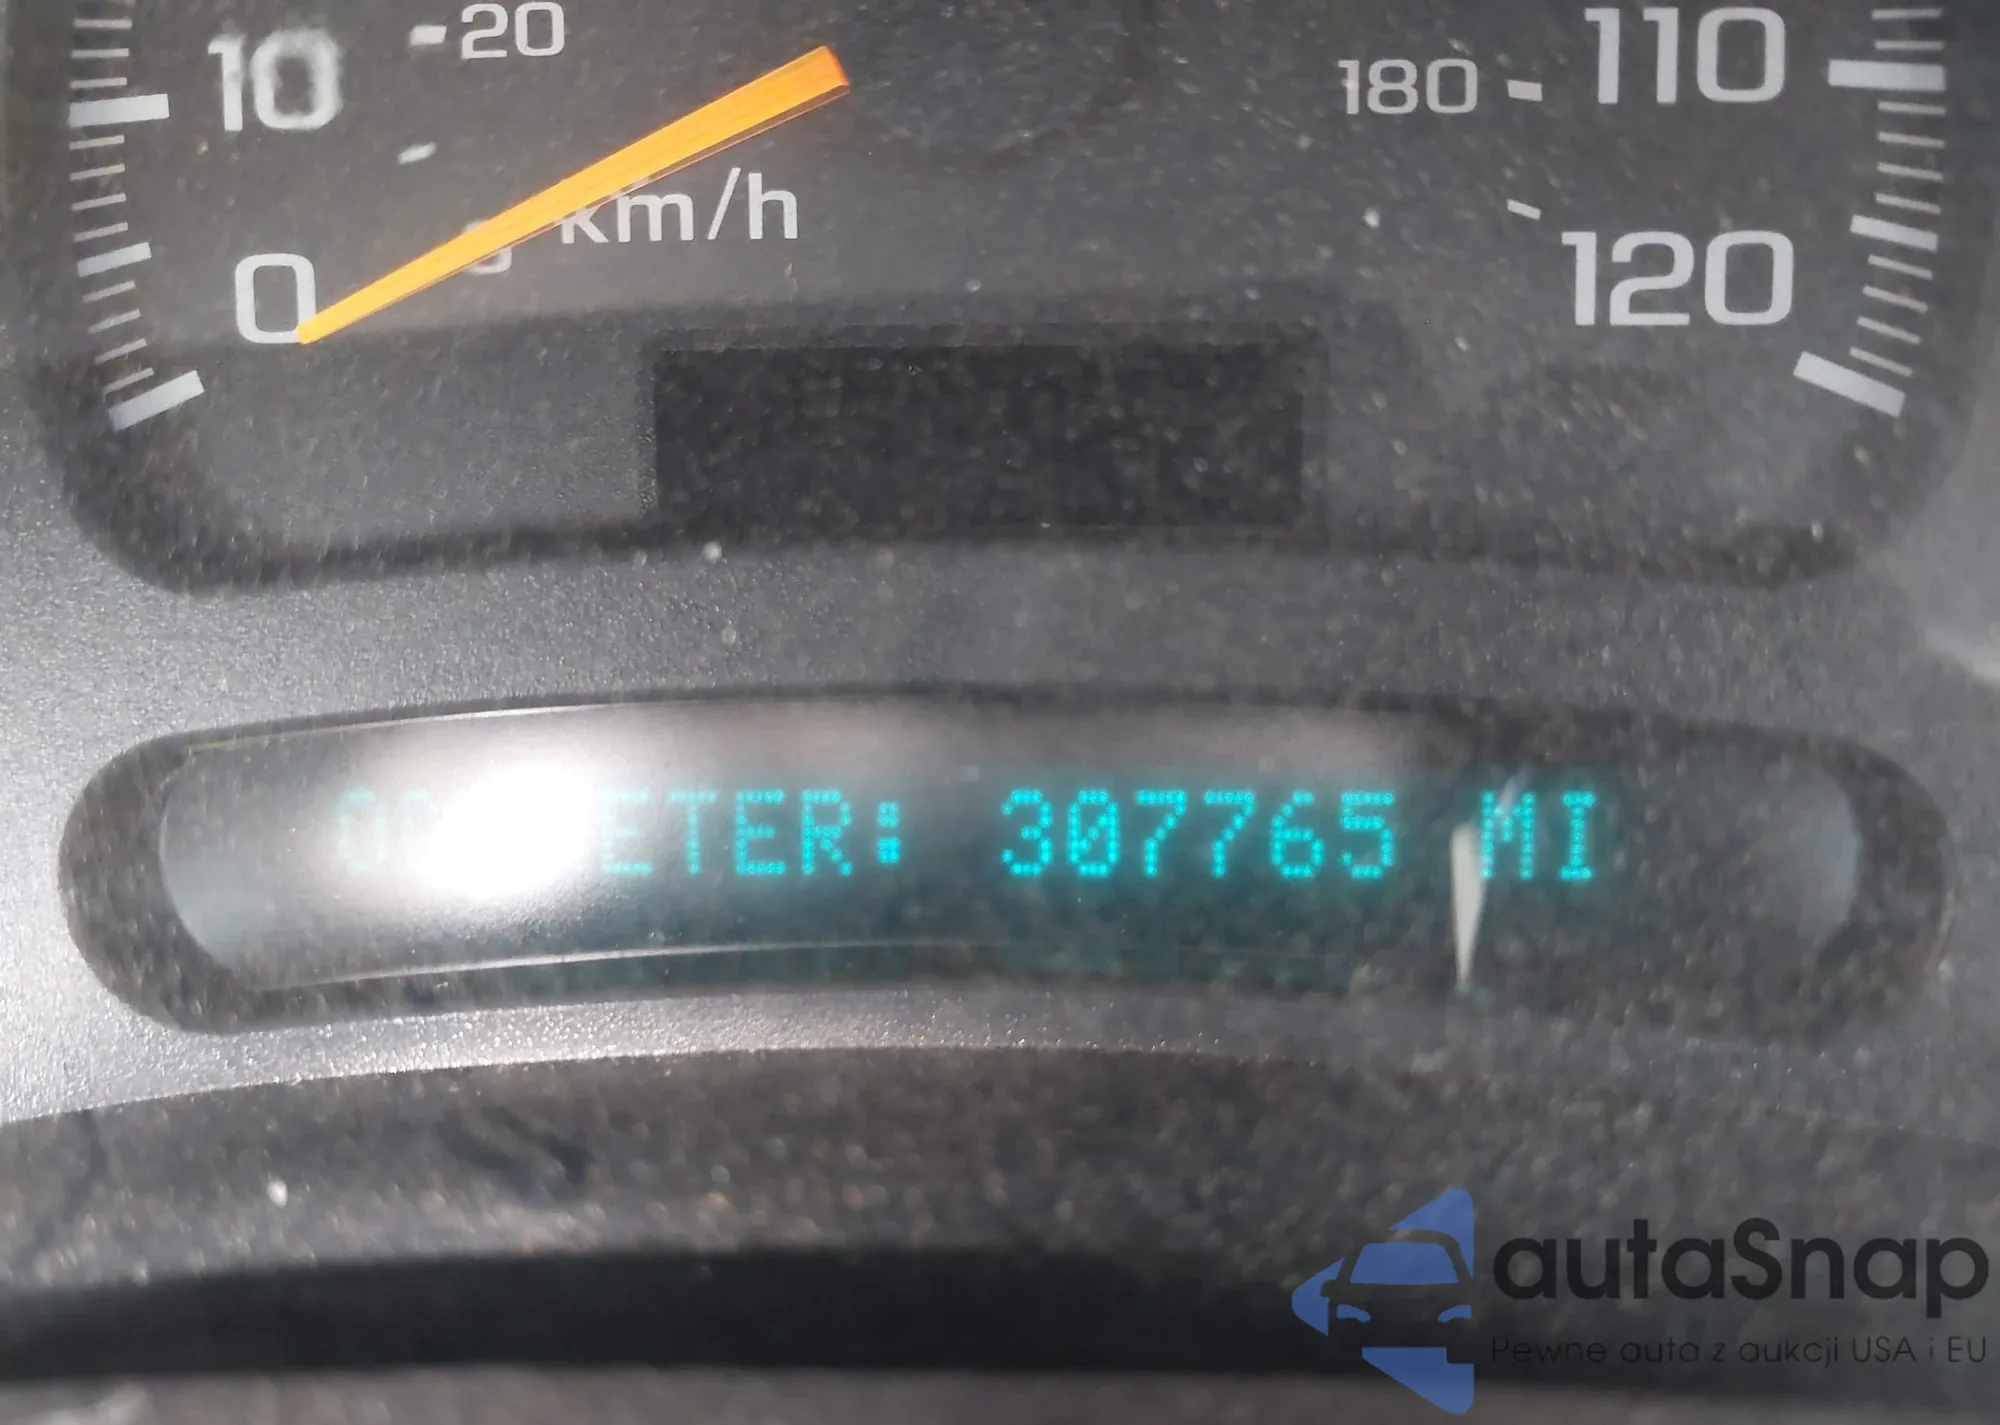 10 20 180 110
km/h
0 120
ETER: 307765 MI
autaSnap
Pewne auta z aukcji USA i EU